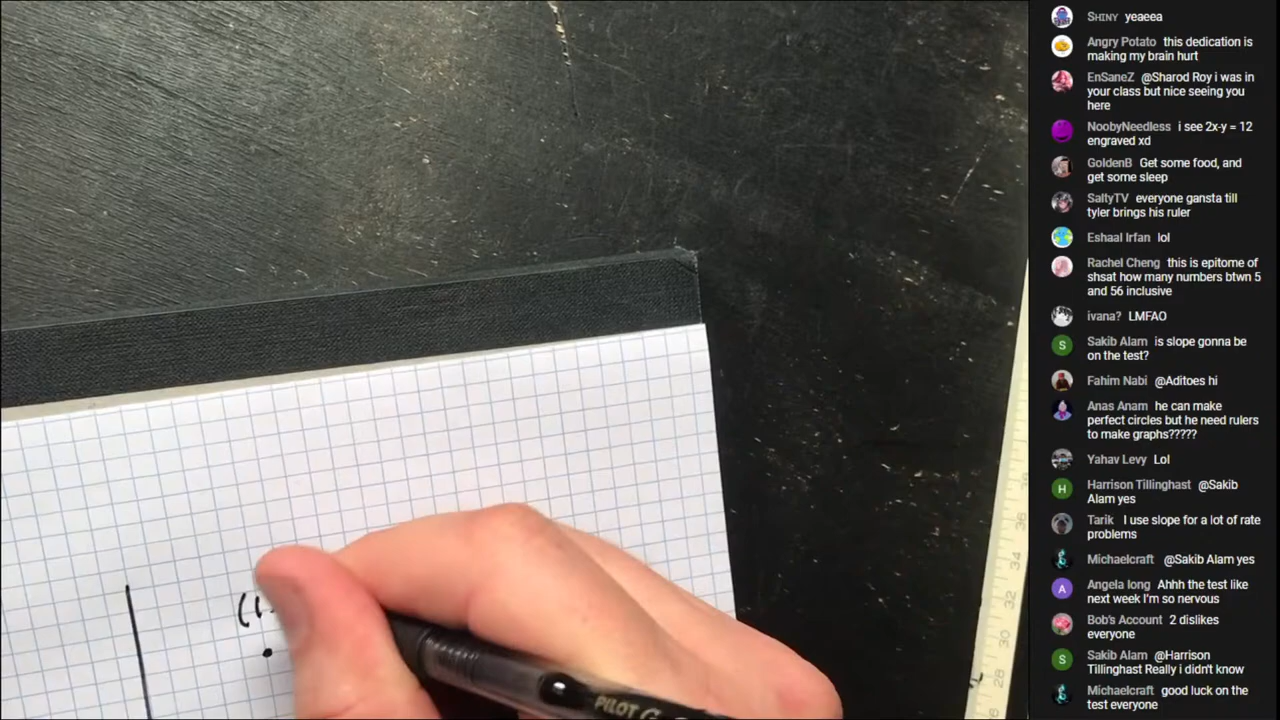 SHINY yeaeea
Angry Potato this dedication is
making my brain hurt
EnSaneZ @Sharod Roy i was in
your class but nice seeing you
here
NoobyNeedless i see 2x-y = 12
engraved xd
GoldenB Get some food, and
get some sleep
SaltyTV everyone gansta till
tyler brings his ruler
Eshaal Irfan lol
Rachel Cheng this is epitome of
shsat how many numbers btwn 5
and 56 inclusive
ivana? LMFAO
Sakib Alam is slope gonna be
on the test?
Fahim Nabi @Aditoes hi
Anas Anam he can make
perfect circles but he need rulers
to make graphs?????
Yahav Levy Lol
Harrison Tillinghast @Sakib
Alam yes
Tarik I use slope for a lot of rate
problems
Michaelcraft @Sakib Alam yes
Angela long Ahhh the test like
next week I'm so nervous
Bob's Account 2 dislikes
everyone
Sakib Alam @Harrison
Tillinghast Really i didn't know
Michaelcraft good luck on the
test everyone
(1
PILOT G
36
34
32
30
28